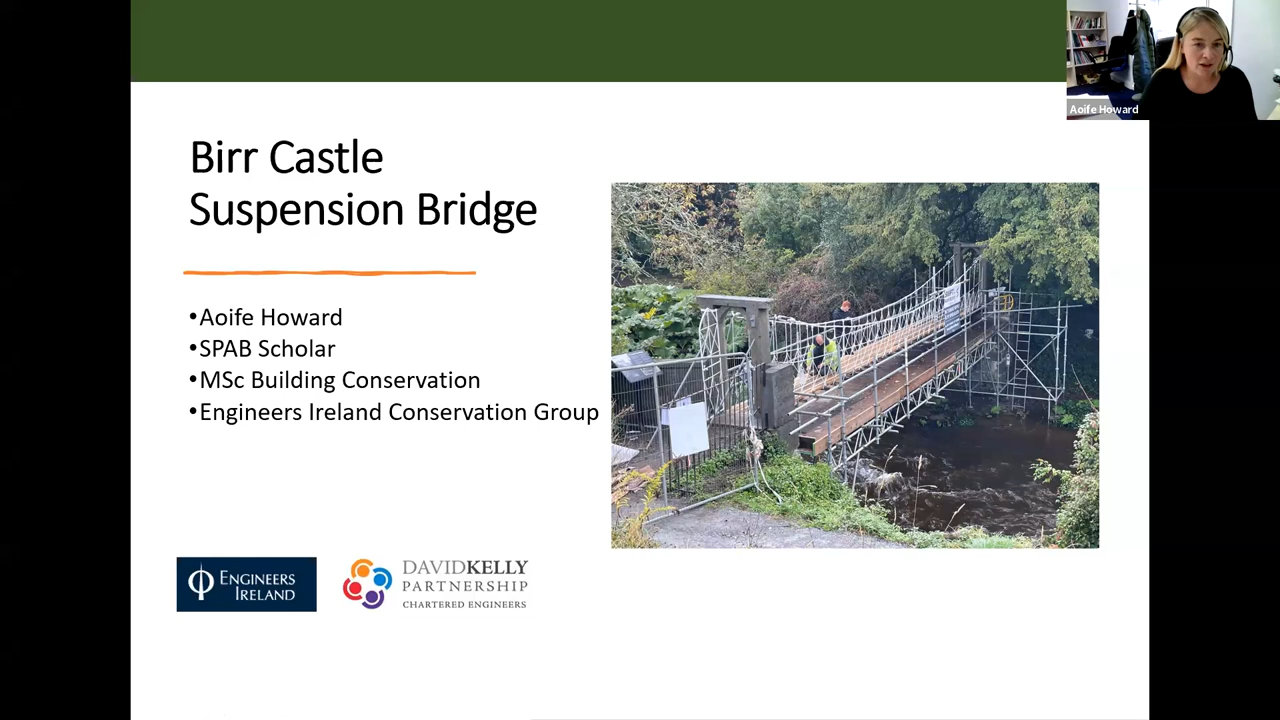 Aoife Howard
Birr Castle
Suspension Bridge
•Aoife Howard
•SPAB Scholar
•MSc Building Conservation
•Engineers Ireland Conservation Group
ENGINEERS
IRELAND
DAVIDKELLY
PARTNERSHIP
CHARTERED ENGINEERS